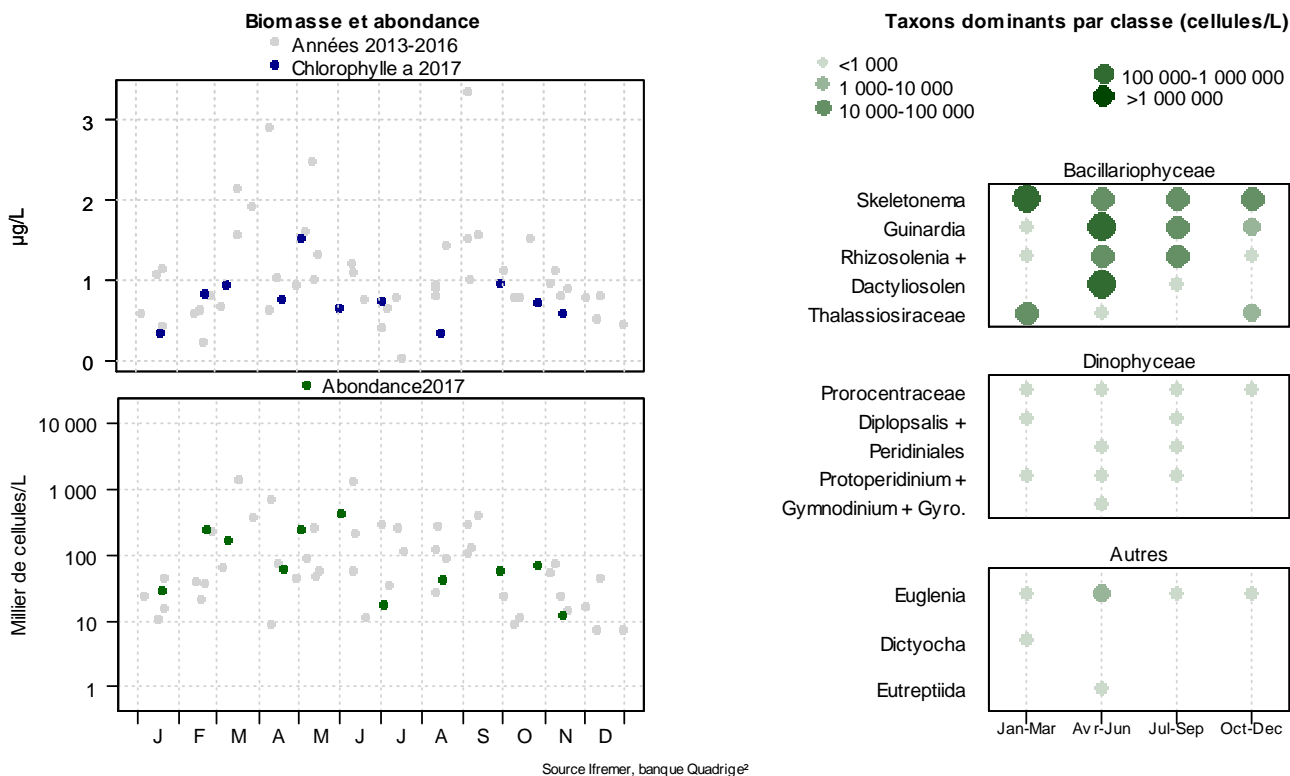 Biomasse et abondance
Années 2013-2016
Chlorophylle a 2017
µg/L
3
2
1
0
Abondance2017
Millier de cellules/L
10 000
1 000
100
10
1
J F M A M J J A S O N D
Taxons dominants par classe (cellules/L)
<1 000
1 000-10 000
10 000-100 000
100 000-1 000 000
>1 000 000
Bacillariophyceae
Skeletonema
Guinardia
Rhizosolenia +
Dactyliosolen
Thalassiosiraceae
Dinophyceae
Prorocentraceae
Diplopsalis +
Peridiniales
Protoperidinium +
Gymnodinium + Gyro.
Autres
Euglenia
Dictyocha
Eutreptiida
Jan-Mar Avr-Jun Jul-Sep Oct-Dec
Source Ifremer, banque Quadrige²